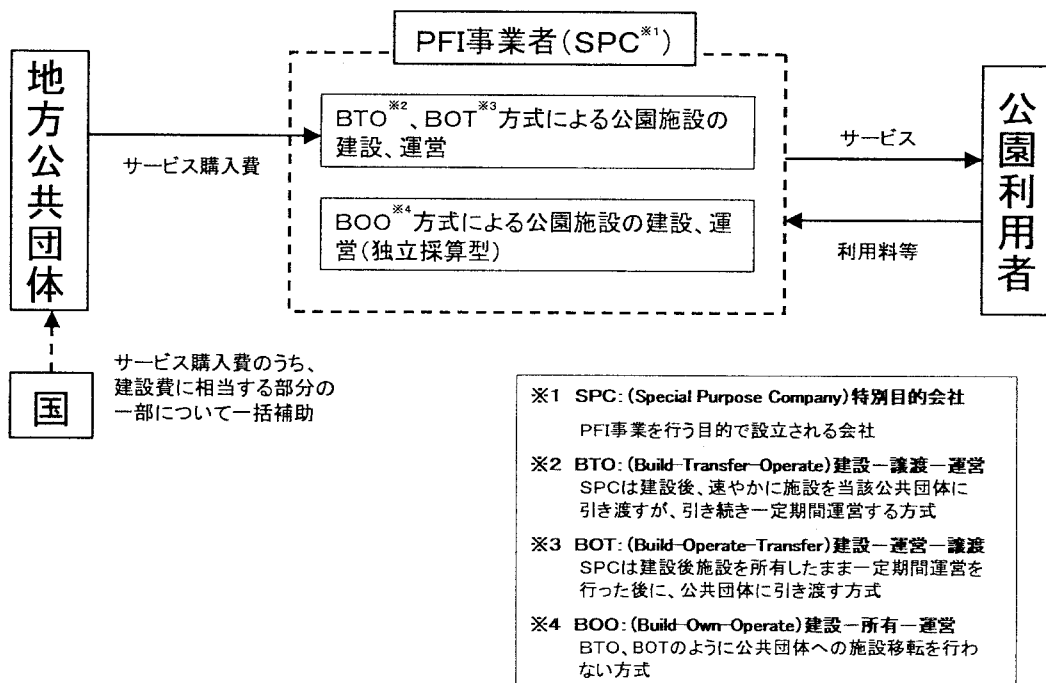 PFI事業者(SPC※1)
地方公共団体
BTO※2、BOT※3方式による公園施設の
建設、運営
サービス購入費
BOO※4方式による公園施設の建設、運
営(独立採算型)
サービス
利用料等
公園利用者
国
サービス購入費のうち、
建設費に相当する部分の
一部について一括補助
※1 SPC:(Special Purpose Company)特別目的会社
PFI事業を行う目的で設立される会社
※2 BTO:(Build-Transfer-Operate)建設-譲渡-運営
SPCは建設後、速やかに施設を当該公共団体に
引き渡すが、引き続き一定期間運営する方式
※3 BOT:(Build-Operate-Transfer)建設-運営-譲渡
SPCは建設後施設を所有したまま一定期間運営を
行った後に、公共団体に引き渡す方式
※4 BOO:(Build-Own-Operate)建設-所有-運営
BTO、BOTのように公共団体への施設移転を行わ
ない方式